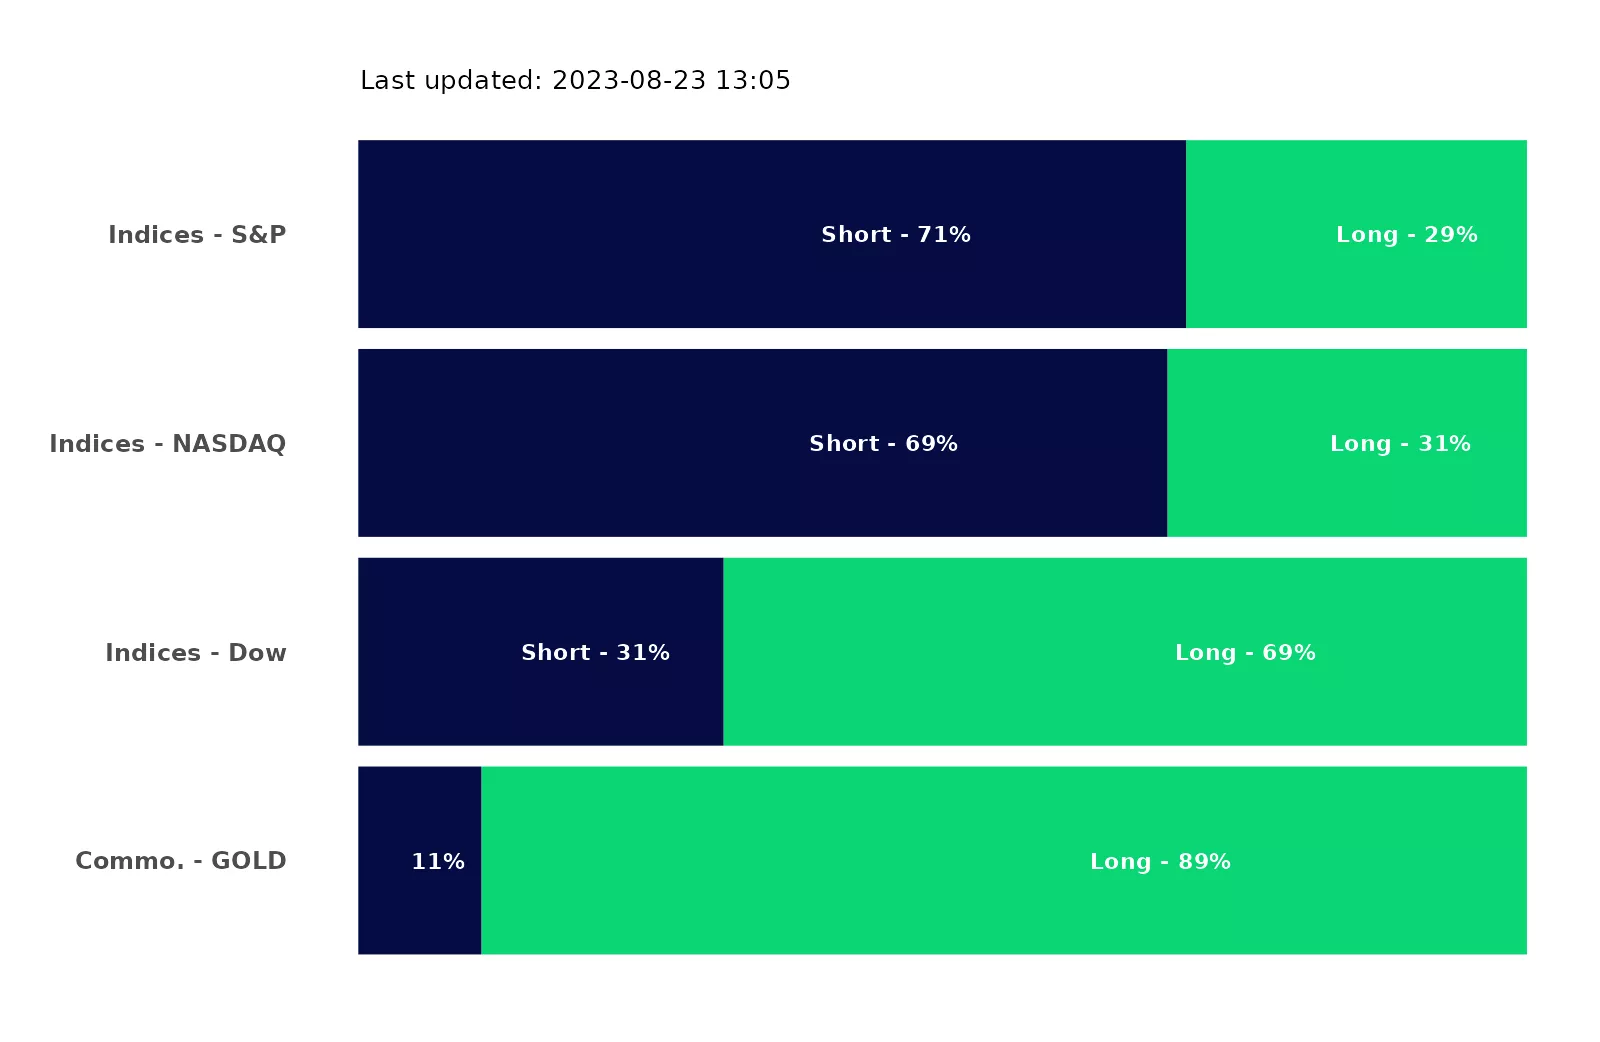 Last updated: 2023-08-23 13:05
Indices - S&P
Short - 71%
Long - 29%
Indices - NASDAQ
Short - 69%
Long - 31%
Indices - Dow
Short - 31%
Long - 69%
Commo. - GOLD
11%
Long - 89%